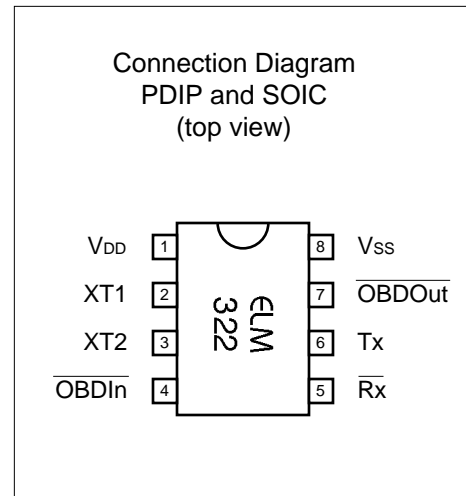 Connection Diagram
PDIP and SOIC
(top view)
VDD 1 8 VSS
XT1 2 7 OBDOut
XT2 3 6 Tx
OBDIn 4 5 Rx
ELM
322